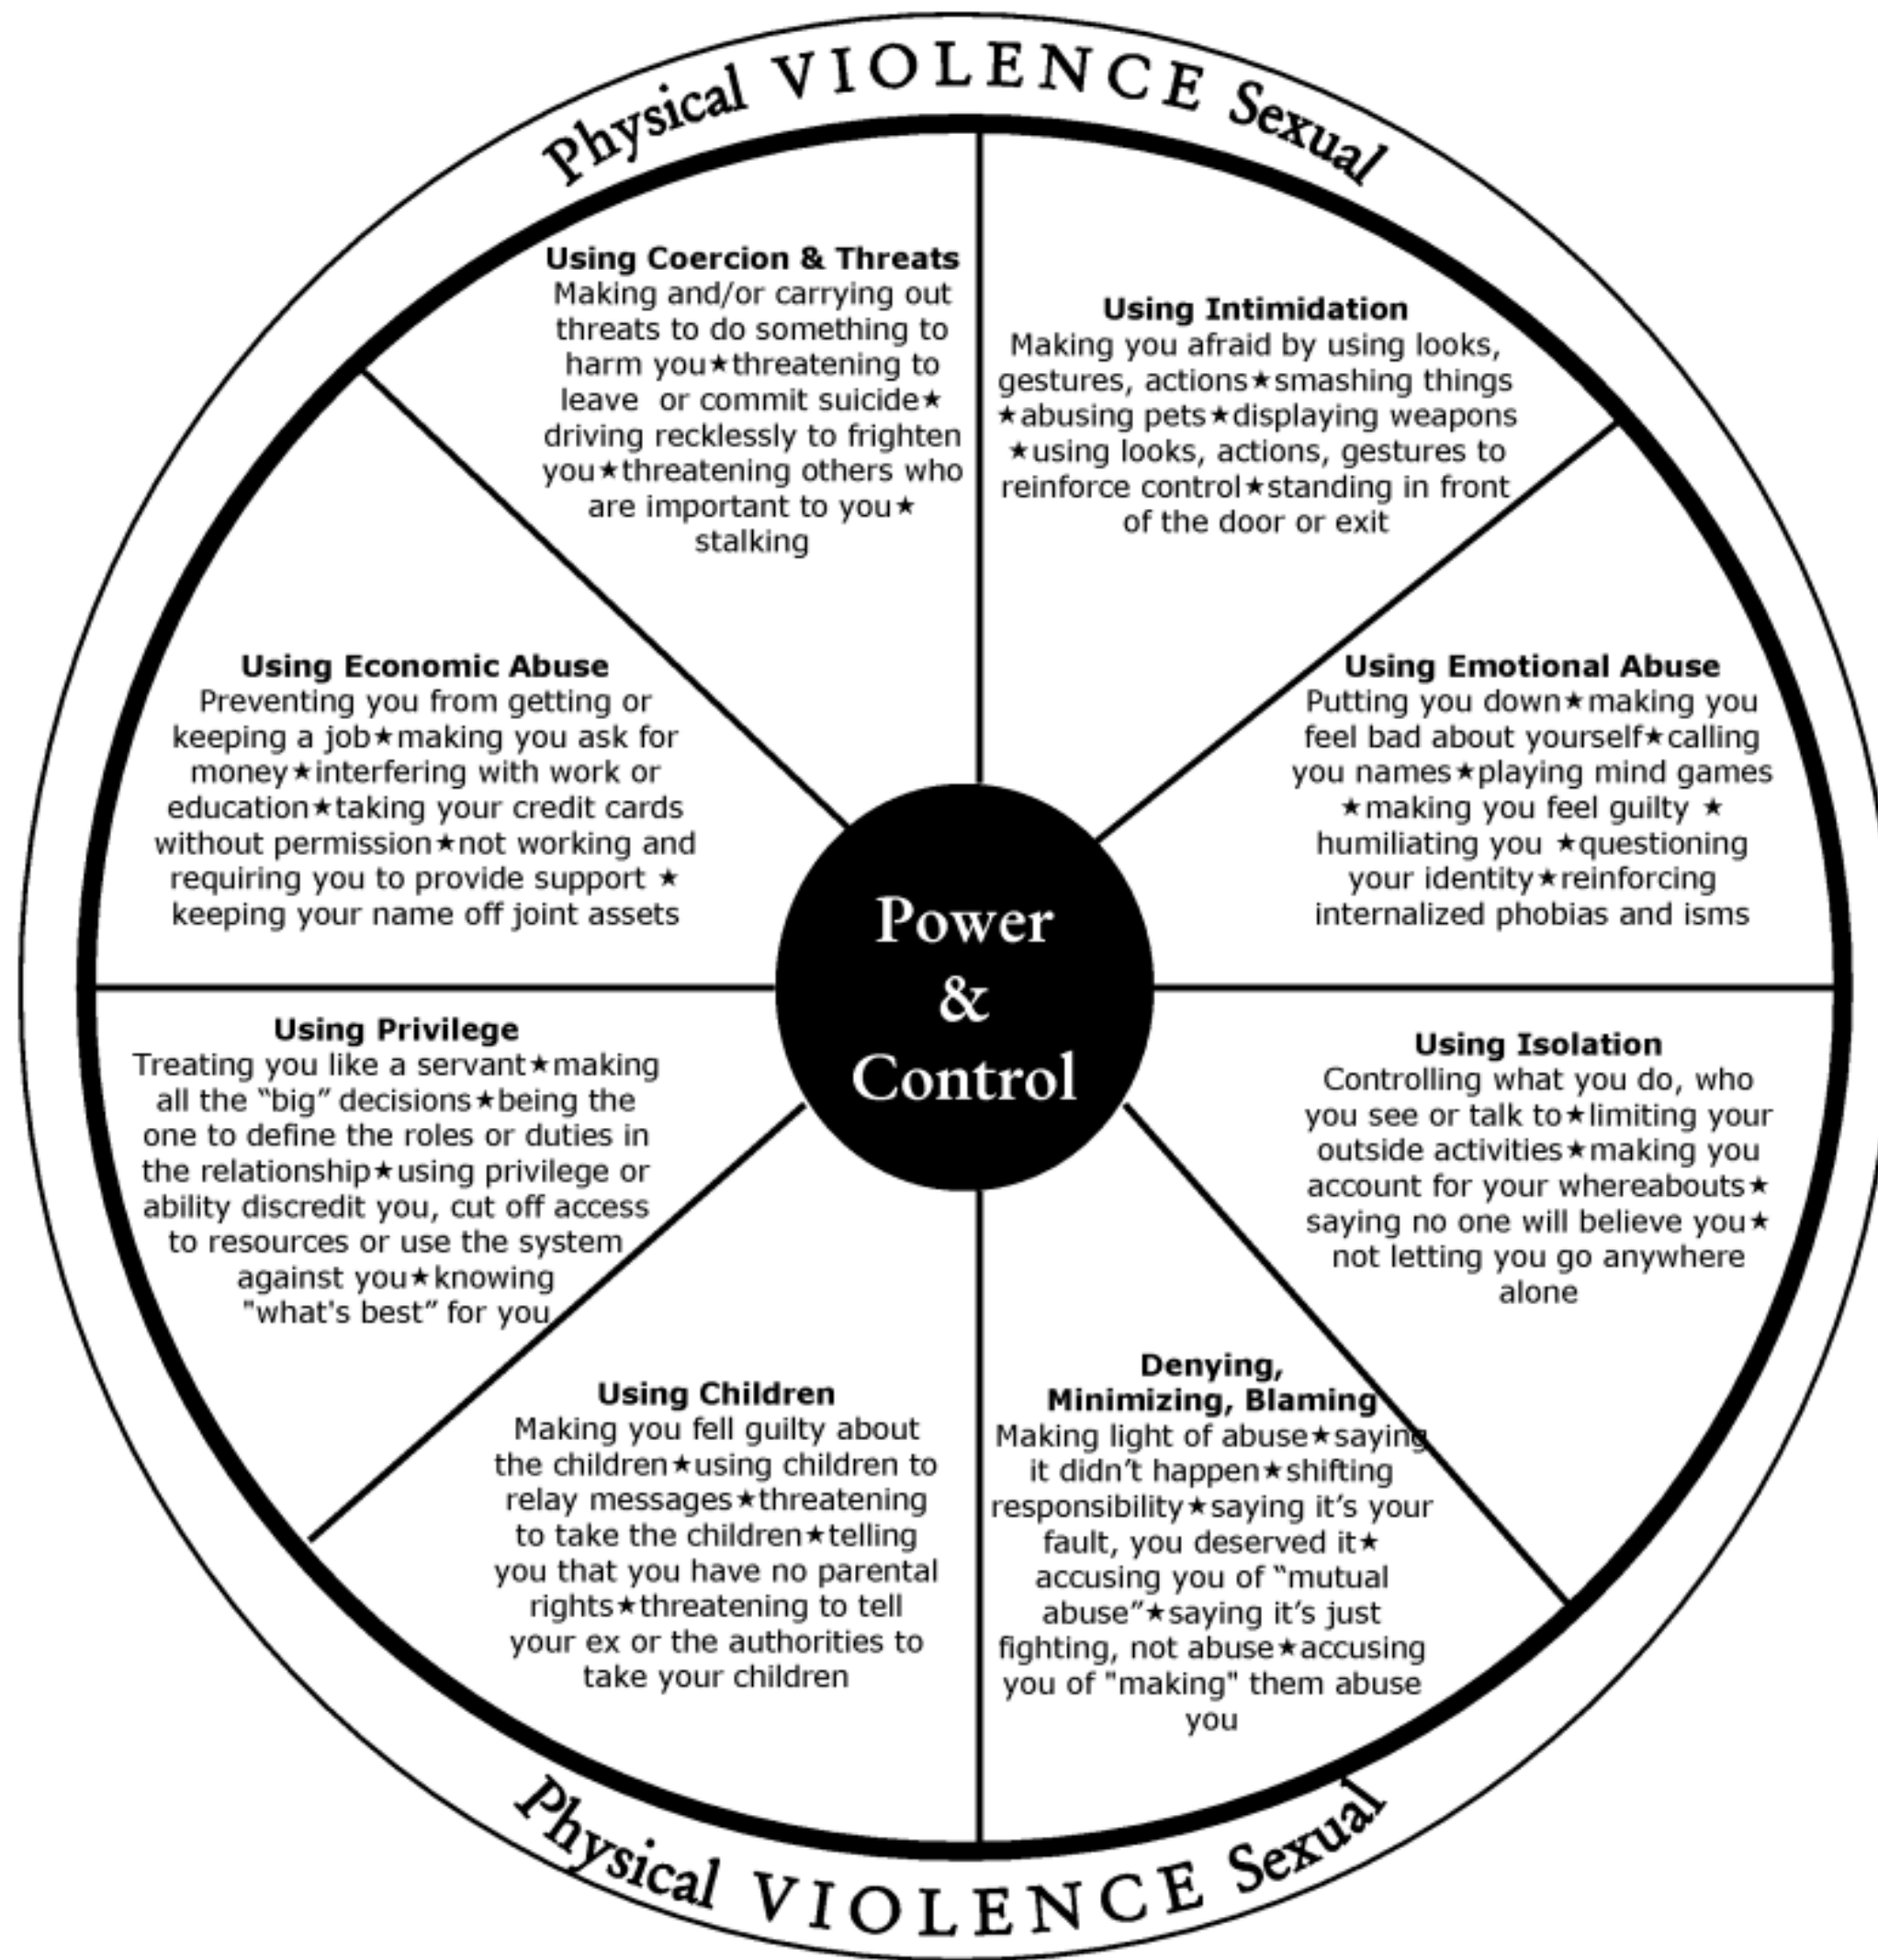 Physical VIOLENCE Sexual
Using Coercion & Threats
Making and/or carrying out
threats to do something to
harm you★threatening to
leave  or commit suicide★
driving recklessly to frighten
you★threatening others who
are important to you★
stalking
Using Intimidation
Making you afraid by using looks,
gestures, actions★smashing things
★abusing pets★displaying weapons
★using looks, actions, gestures to
reinforce control★standing in front
of the door or exit
Using Emotional Abuse
Putting you down★making you
feel bad about yourself★calling
you names★playing mind games
★making you feel guilty ★
humiliating you ★questioning
your identity★reinforcing
internalized phobias and isms
Using Isolation
Controlling what you do, who
you see or talk to★limiting your
outside activities★making you
account for your whereabouts★
saying no one will believe you★
not letting you go anywhere
alone
Denying,
Minimizing, Blaming
Making light of abuse★saying
it didn’t happen★shifting
responsibility★saying it’s your
fault, you deserved it★
accusing you of “mutual
abuse”★saying it’s just
fighting, not abuse★accusing
you of "making" them abuse
you
Using Children
Making you fell guilty about
the children★using children to
relay messages★threatening
to take the children★telling
you that you have no parental
rights★threatening to tell
your ex or the authorities to
take your children
Using Privilege
Treating you like a servant★making
all the “big” decisions★being the
one to define the roles or duties in
the relationship★using privilege or
ability discredit you, cut off access
to resources or use the system
against you★knowing
"what's best” for you
Using Economic Abuse
Preventing you from getting or
keeping a job★making you ask for
money★interfering with work or
education★taking your credit cards
without permission★not working and
requiring you to provide support ★
keeping your name off joint assets
Power
&
Control
Physical VIOLENCE Sexual